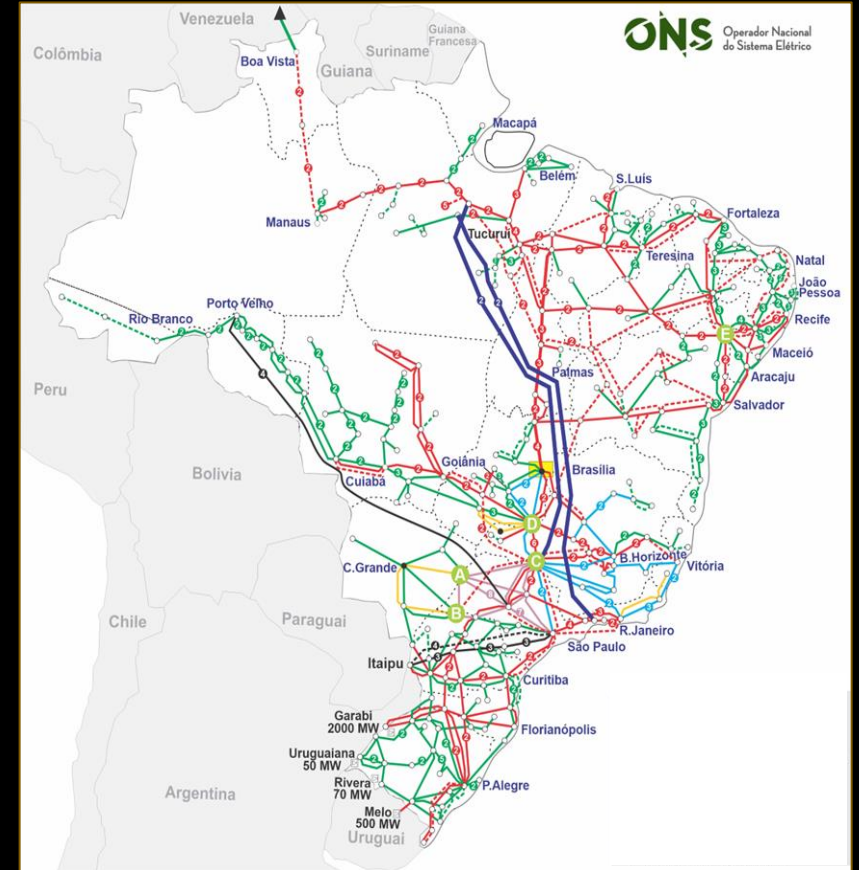 Venezuela
Colômbia
Guiana
Francesa
Suriname
Guiana
ONS Operador Nacional
do Sistema Elétrico
Boa Vista
Macapá
Belém
S.Luis
Manaus
Fortaleza
Tucuruí
Teresina
Natal
João
Pessoa
Recife
Porto Velho
Rio Branco
E
Maceió
Aracaju
Palmas
Salvador
Peru
Goiânia
Brasília
Cuiabá
Bolivia
D
C
B.Horizonte
Vitória
C.Grande
A
B
Chile
Paraguai
R.Janeiro
São Paulo
Itaipu
Curitiba
Garabi
2000 MW
Florianópolis
Uruguaiana
50 MW
Rivera
70 MW
P.Alegre
Argentina
Melo
500 MW
Uruguai